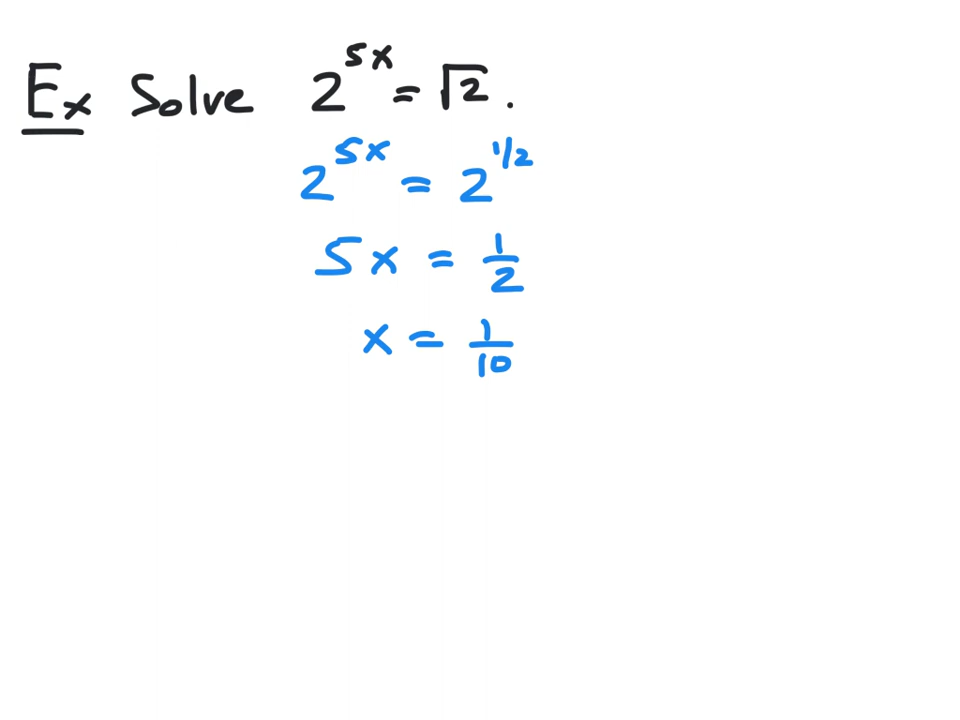 Ex Solve 2^{5x} = √2 .
2^{5x} = 2^{1/2}
5x = 1/2
x = 1/10